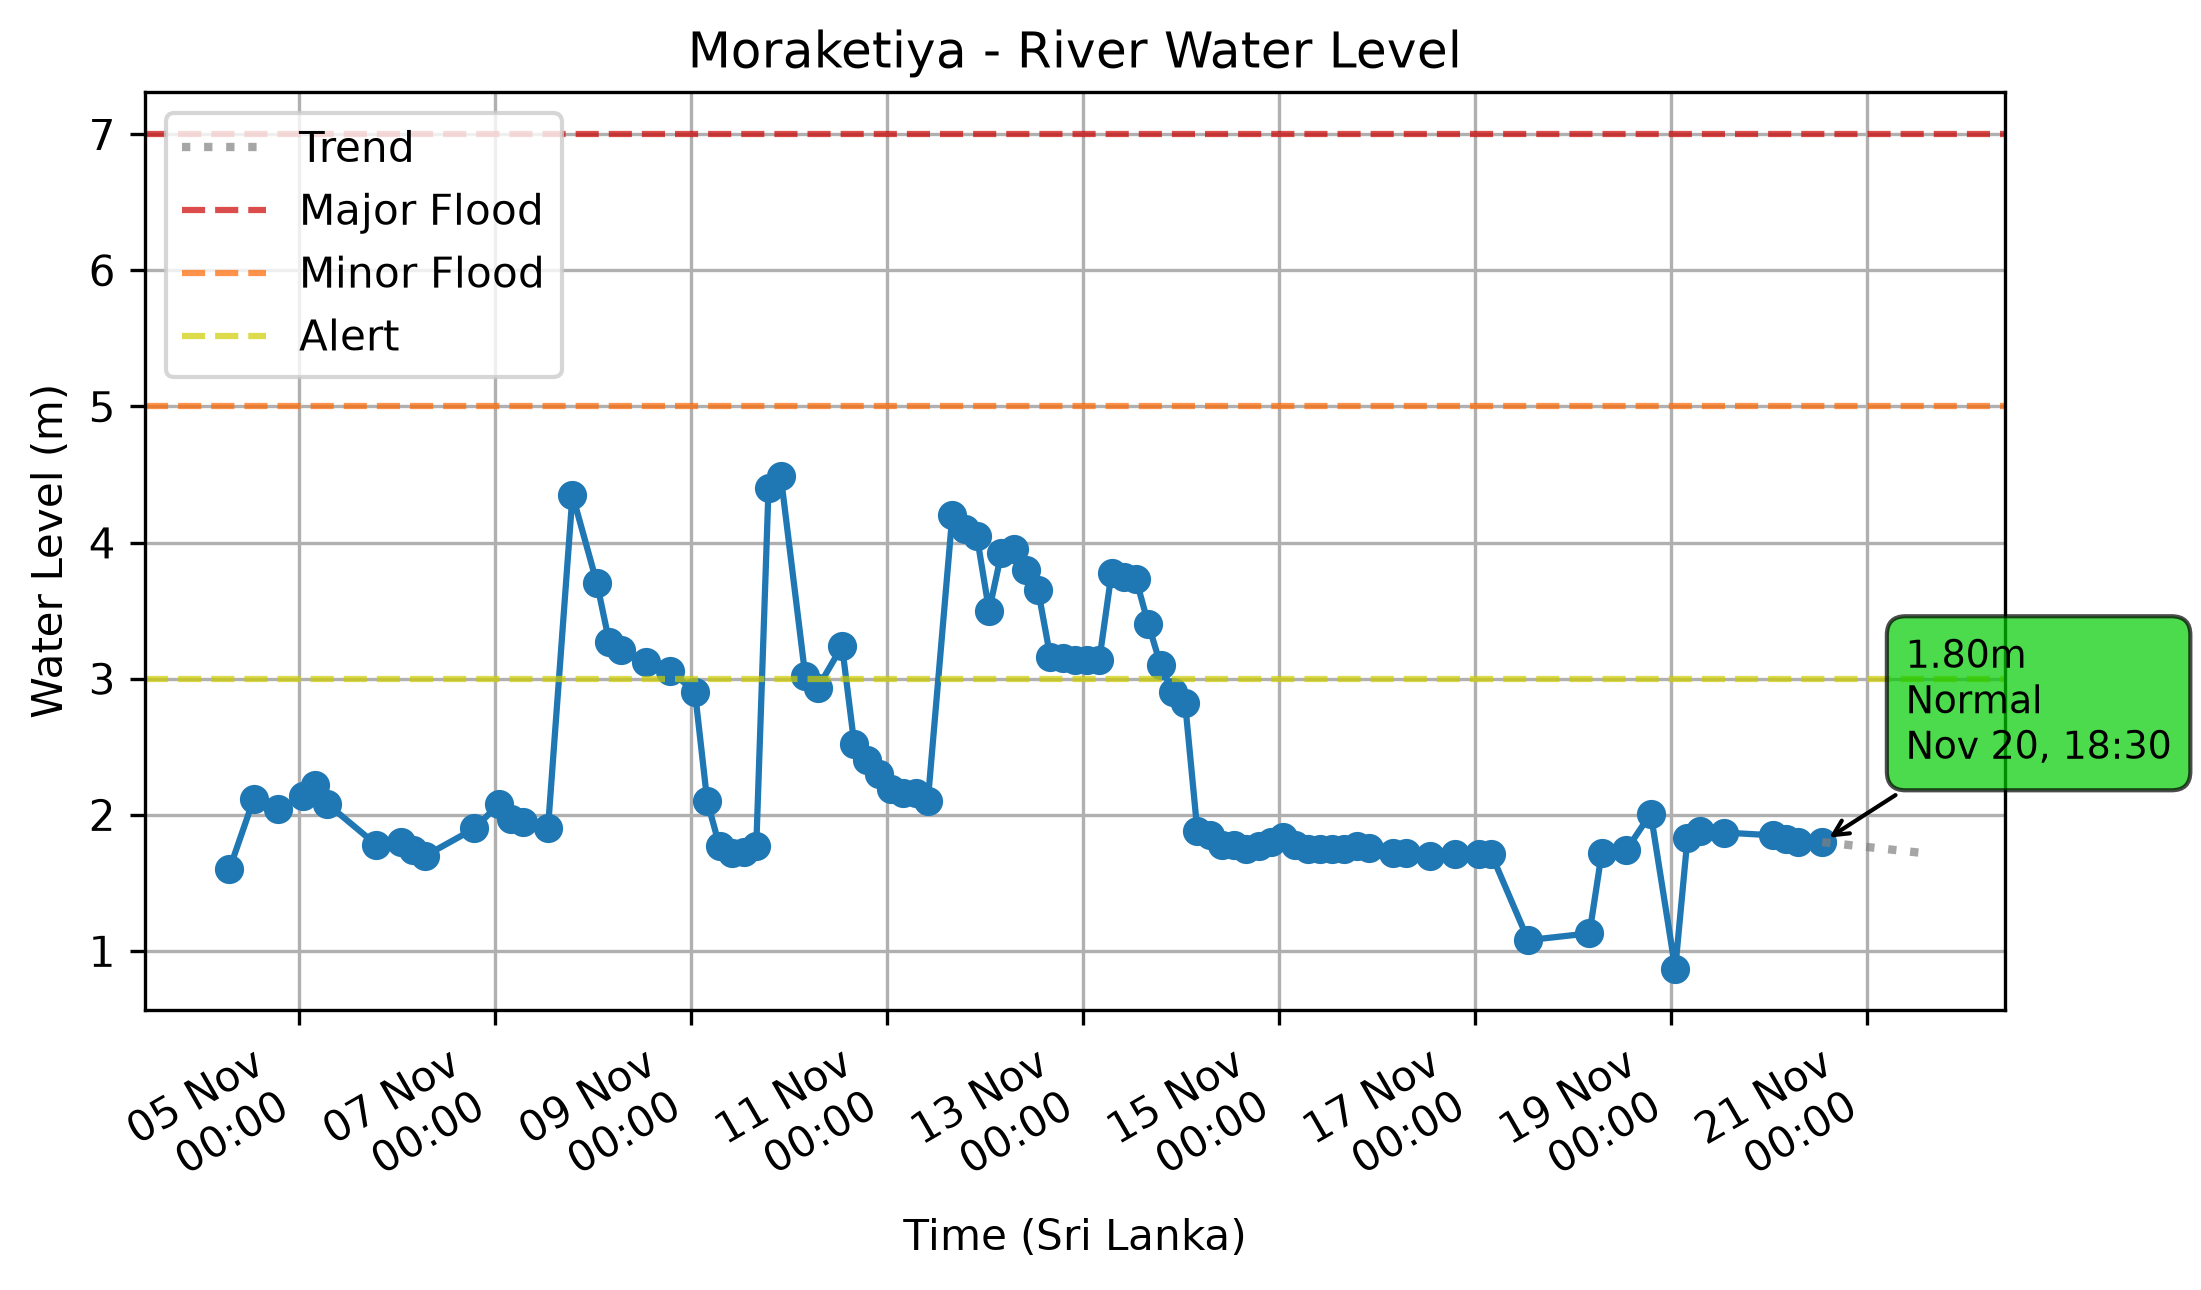 Moraketiya - River Water Level
Trend
Major Flood
Minor Flood
Alert
7
6
5
4
3
2
1
Water Level (m)
1.80m
Normal
Nov 20, 18:30
05 Nov
00:00
07 Nov
00:00
09 Nov
00:00
11 Nov
00:00
13 Nov
00:00
15 Nov
00:00
17 Nov
00:00
19 Nov
00:00
21 Nov
00:00
Time (Sri Lanka)